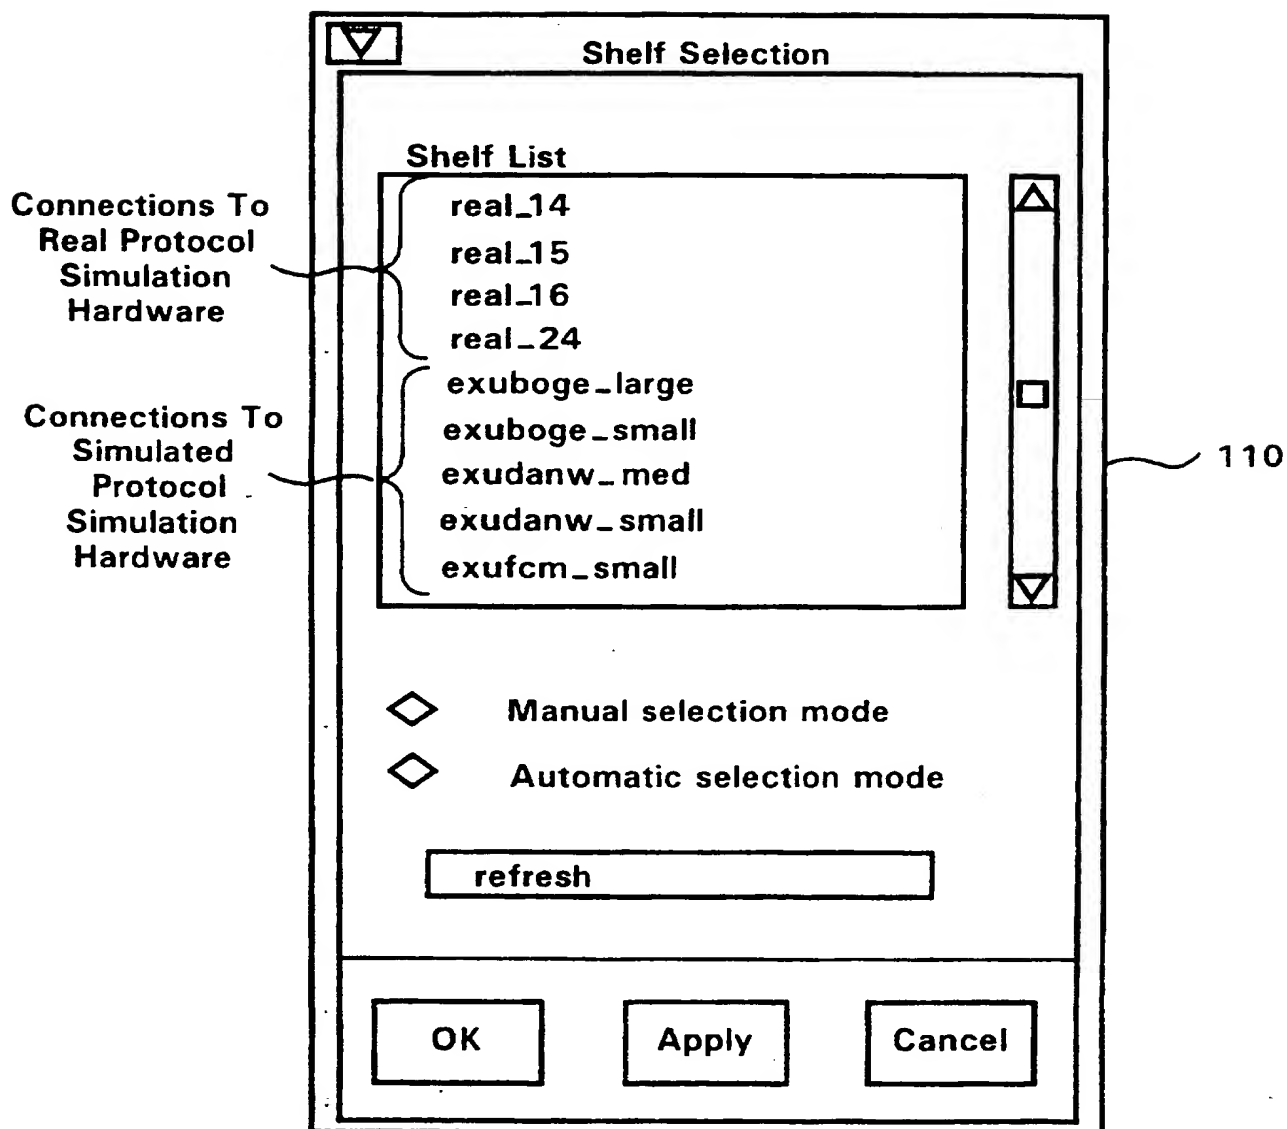 Shelf Selection
Shelf List
Connections To
Real Protocol
Simulation
Hardware
real_14
real_15
real_16
real_24
Connections To
Simulated
Protocol
Simulation
Hardware
exuboge_large
exuboge_small
exudanw_med
exudanw_small
exufcm_small
110
Manual selection mode
Automatic selection mode
refresh
OK
Apply
Cancel